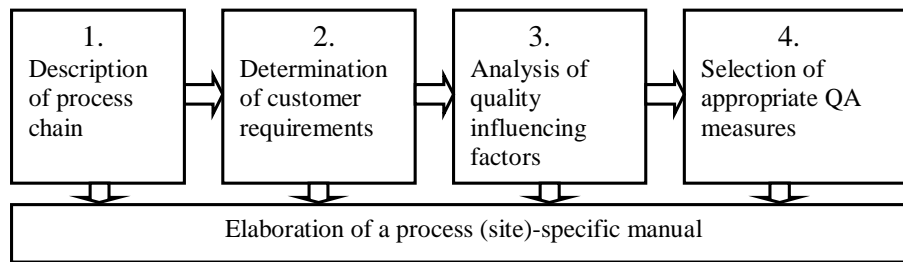 1.
Description
of process
chain
2.
Determination
of customer
requirements
3.
Analysis of
quality
influencing
factors
4.
Selection of
appropriate QA
measures
Elaboration of a process (site)-specific manual